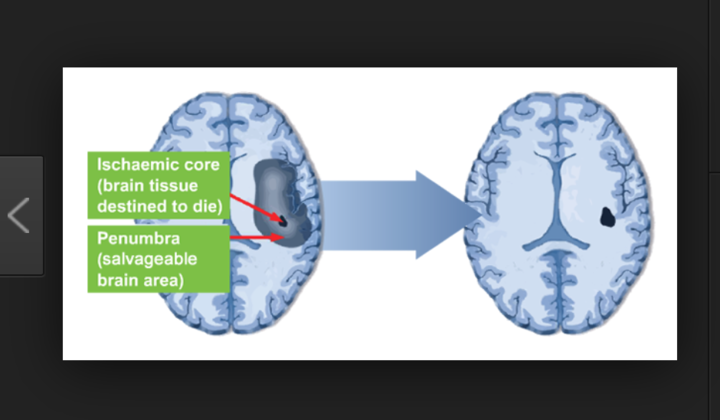 Ischaemic core
(brain tissue
destined to die)
Penumbra
(salvageable
brain area)